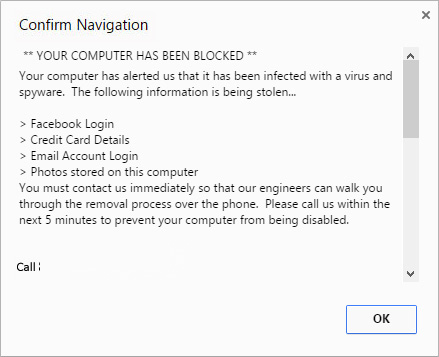 Confirm Navigation
** YOUR COMPUTER HAS BEEN BLOCKED **
Your computer has alerted us that it has been infected with a virus and
spyware.  The following information is being stolen...
> Facebook Login
> Credit Card Details
> Email Account Login
> Photos stored on this computer
You must contact us immediately so that our engineers can walk you
through the removal process over the phone.  Please call us within the
next 5 minutes to prevent your computer from being disabled.
Call
OK